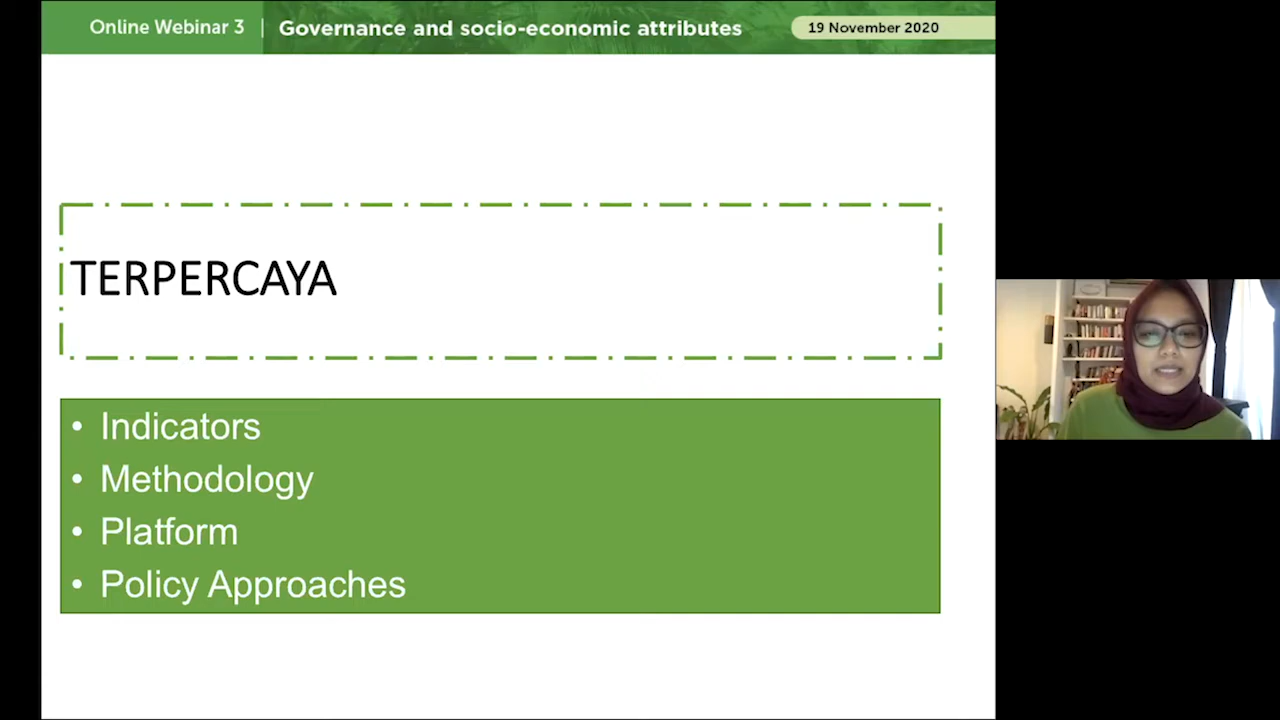 Online Webinar 3 | Governance and socio-economic attributes 19 November 2020
TERPERCAYA
• Indicators
• Methodology
• Platform
• Policy Approaches